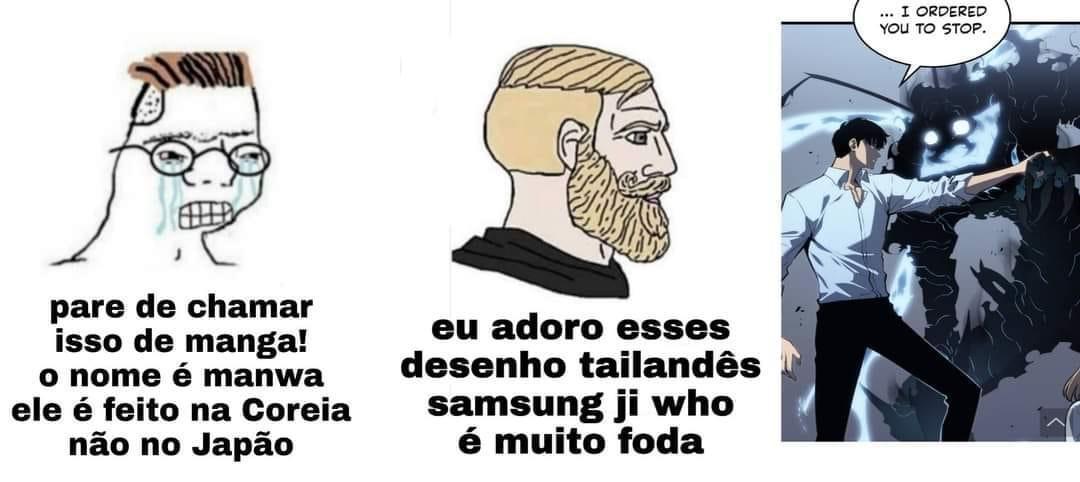 pare de chamar
isso de manga!
o nome é manwa
ele é feito na Coreia
não no Japão
eu adoro esses
desenho tailandês
samsung ji who
é muito foda
... I ORDERED
YOU TO STOP.